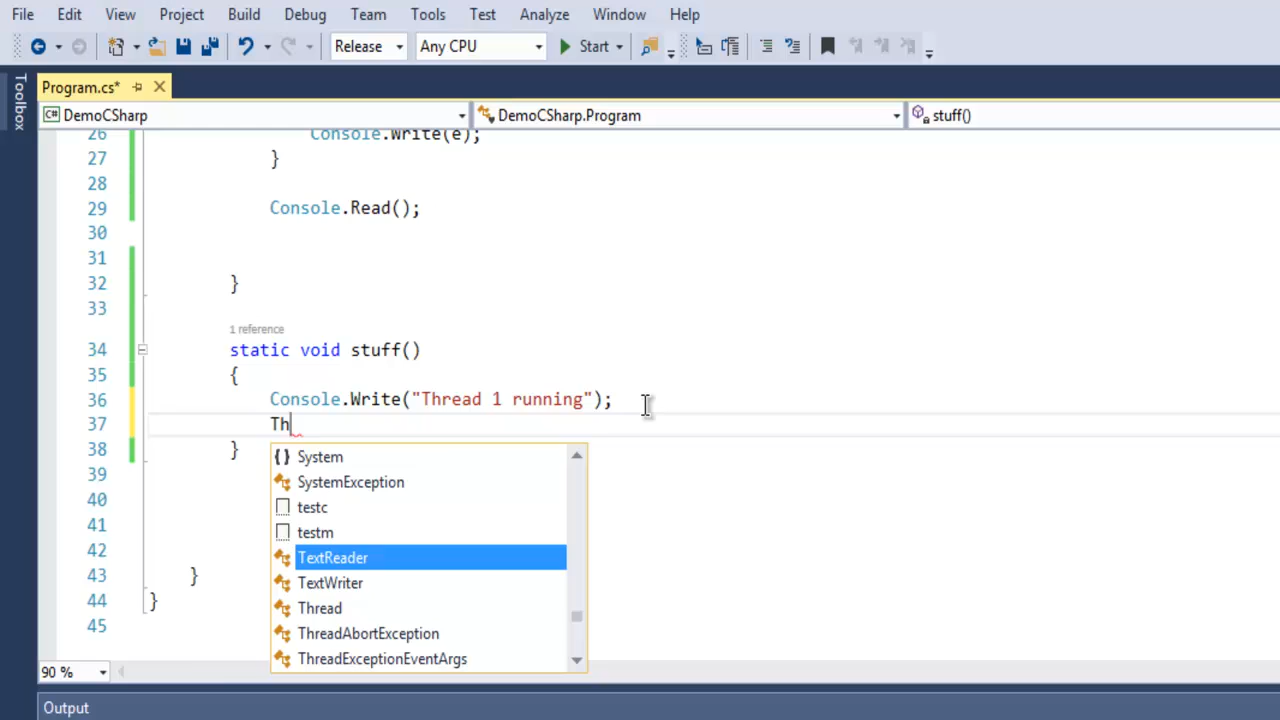 File Edit View Project Build Debug Team Tools Test Analyze Window Help
Release Any CPU Start
Toolbox
Program.cs*
DemoCSharp DemoCSharp.Program stuff()
26 Console.Write(e);
27 }
28
29 Console.Read();
30
31
32 }
33
1 reference
34 static void stuff()
35 {
36 Console.Write("Thread 1 running");
37 Th
38 }
39
40
41
42
43 }
44 }
45
{} System
SystemException
testc
testm
TextReader
TextWriter
Thread
ThreadAbortException
ThreadExceptionEventArgs
90 %
Output